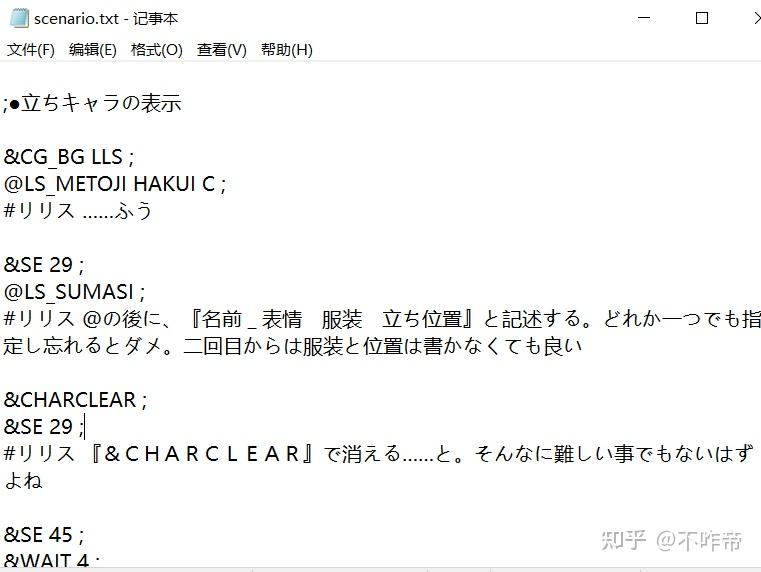 scenario.txt - 记事本
文件(F) 编辑(E) 格式(O) 查看(V) 帮助(H)
;●立ちキャラの表示
&CG_BG LLS ;
@LS_METOJI HAKUI C ;
#リリス ......ふう
&SE 29 ;
@LS_SUMASI ;
#リリス @の後に、『名前 _ 表情　服装　立ち位置』と記述する。どれか一つでも指
定し忘れるとダメ。二回目からは服装と位置は書かなくても良い
&CHARCLEAR ;
&SE 29 ;
#リリス 『＆ＣＨＡＲＣＬＥＡＲ』で消える......と。そんなに難しい事でもないはず
よね
&SE 45 ;
&WAIT 4 ;
知乎 @不咋帝